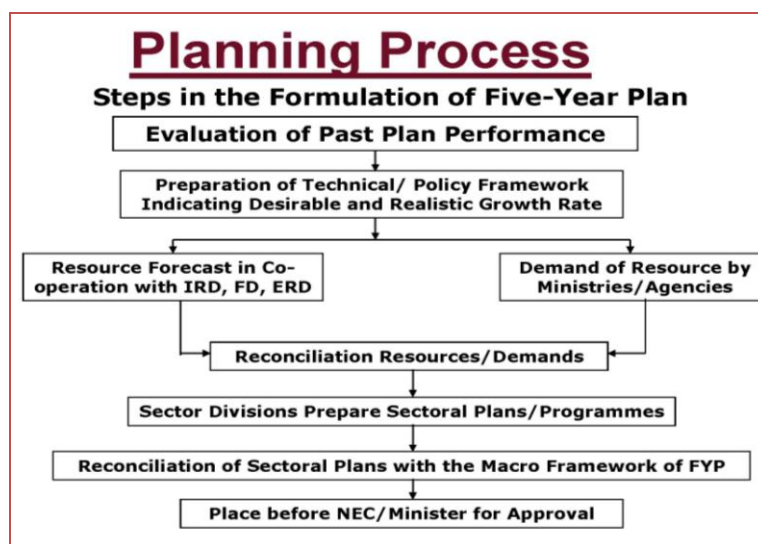 Planning Process
Steps in the Formulation of Five-Year Plan
Evaluation of Past Plan Performance
Preparation of Technical/ Policy Framework
Indicating Desirable and Realistic Growth Rate
Resource Forecast in Co-
operation with IRD, FD, ERD
Demand of Resource by
Ministries/Agencies
Reconciliation Resources/Demands
Sector Divisions Prepare Sectoral Plans/Programmes
Reconciliation of Sectoral Plans with the Macro Framework of FYP
Place before NEC/Minister for Approval